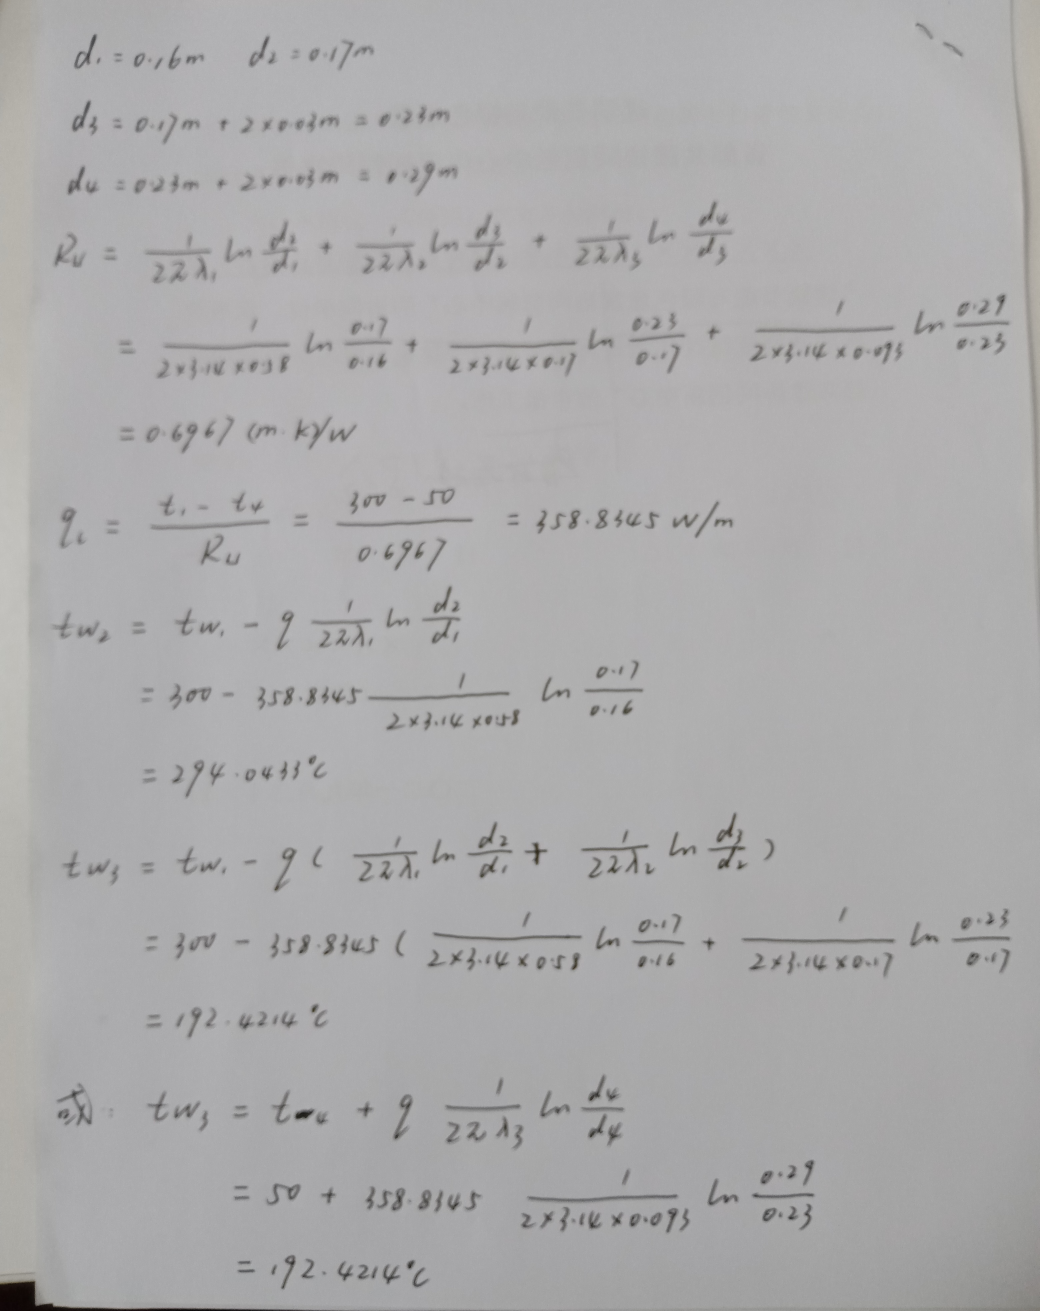 d₁ = 0.16m d₂ = 0.17m
d₃ = 0.17m + 2×0.03m = 0.23m
d₄ = 0.23m + 2×0.03m = 0.29m
R_U = 1/(2πλ₁) ln d₂/d₁ + 1/(2πλ₂) ln d₃/d₂ + 1/(2πλ₃) ln d₄/d₃
= 1/(2×3.14×0.58) ln 0.17/0.16 + 1/(2×3.14×0.17) ln 0.23/0.17 + 1/(2×3.14×0.093) ln 0.29/0.23
= 0.6967 (m·k)/W
q_L = (t₁ - t₄)/R_U = (300 - 50)/0.6967 = 358.8345 W/m
tw₂ = tw₁ - q 1/(2πλ₁) ln d₂/d₁
= 300 - 358.8345 1/(2×3.14×0.58) ln 0.17/0.16
= 294.0433℃
tw₃ = tw₁ - q ( 1/(2πλ₁) ln d₂/d₁ + 1/(2πλ₂) ln d₃/d₂ )
= 300 - 358.8345 ( 1/(2×3.14×0.58) ln 0.17/0.16 + 1/(2×3.14×0.17) ln 0.23/0.17
= 192.4214℃
或: tw₃ = tw₄ + q 1/(2πλ₃) ln d₄/d₄
= 50 + 358.8345 1/(2×3.14×0.093) ln 0.29/0.23
= 192.4214℃